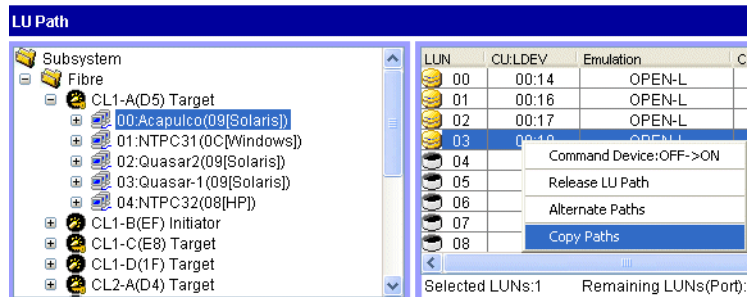 LU Path
Subsystem
Fibre
CL1-A(D5) Target
00:Acapulco(09[Solaris])
01:NTPC31(0C[Windows])
02:Quasar2(09[Solaris])
03:Quasar-1(09[Solaris])
04:NTPC32(08[HP])
CL1-B(EF) Initiator
CL1-C(E8) Target
CL1-D(1F) Target
CL2-A(D4) Target
LUN CU:LDEV Emulation C
00 00:14 OPEN-L
01 00:16 OPEN-L
02 00:17 OPEN-L
03
04
05
06
07
08
Command Device:OFF->ON
Release LU Path
Alternate Paths
Copy Paths
Selected LUNs:1 Remaining LUNs(Port):